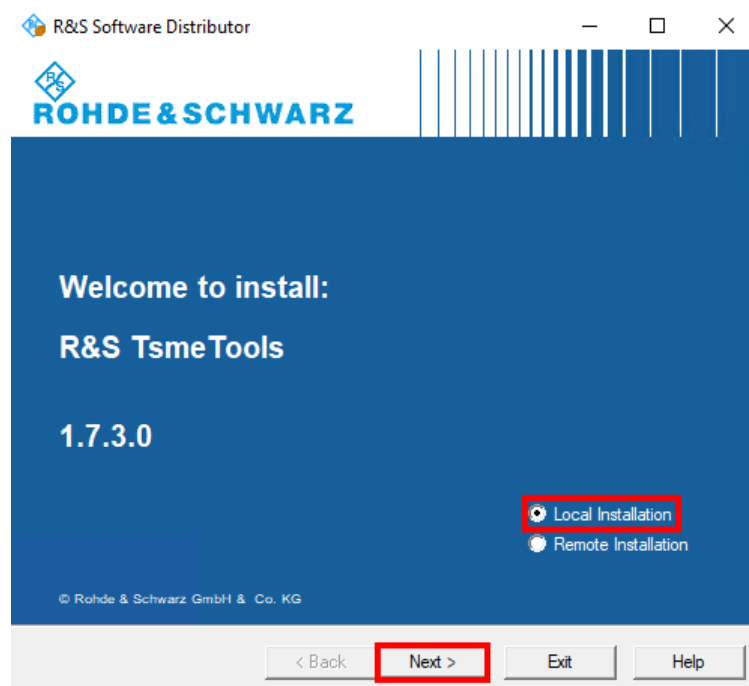 R&S Software Distributor
R&S
ROHDE&SCHWARZ
Welcome to install:
R&S TsmeTools
1.7.3.0
Local Installation
Remote Installation
© Rohde & Schwarz GmbH & Co. KG
< Back Next > Exit Help